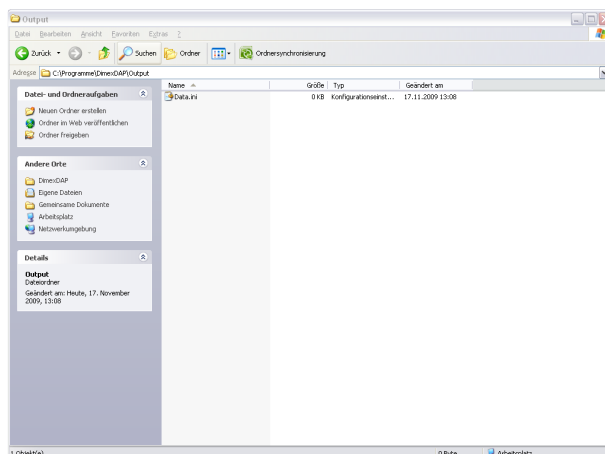 Output
Datei Bearbeiten Ansicht Favoriten Extras ?
Zurück Suchen Ordner Ordnersynchronisierung
Adresse C:\Programme\DimexDAP\Output
Name Größe Typ Geändert am
Data.ini 0 KB Konfigurationseinst... 17.11.2009 13:08
Datei- und Ordneraufgaben
Neuen Ordner erstellen
Ordner im Web veröffentlichen
Ordner freigeben
Andere Orte
DimexDAP
Eigene Dateien
Gemeinsame Dokumente
Arbeitsplatz
Netzwerkumgebung
Details
Output
Dateiordner
Geändert am: Heute, 17. November
2009, 13:08
1 Objekt(e) 0 Byte Arbeitsplatz